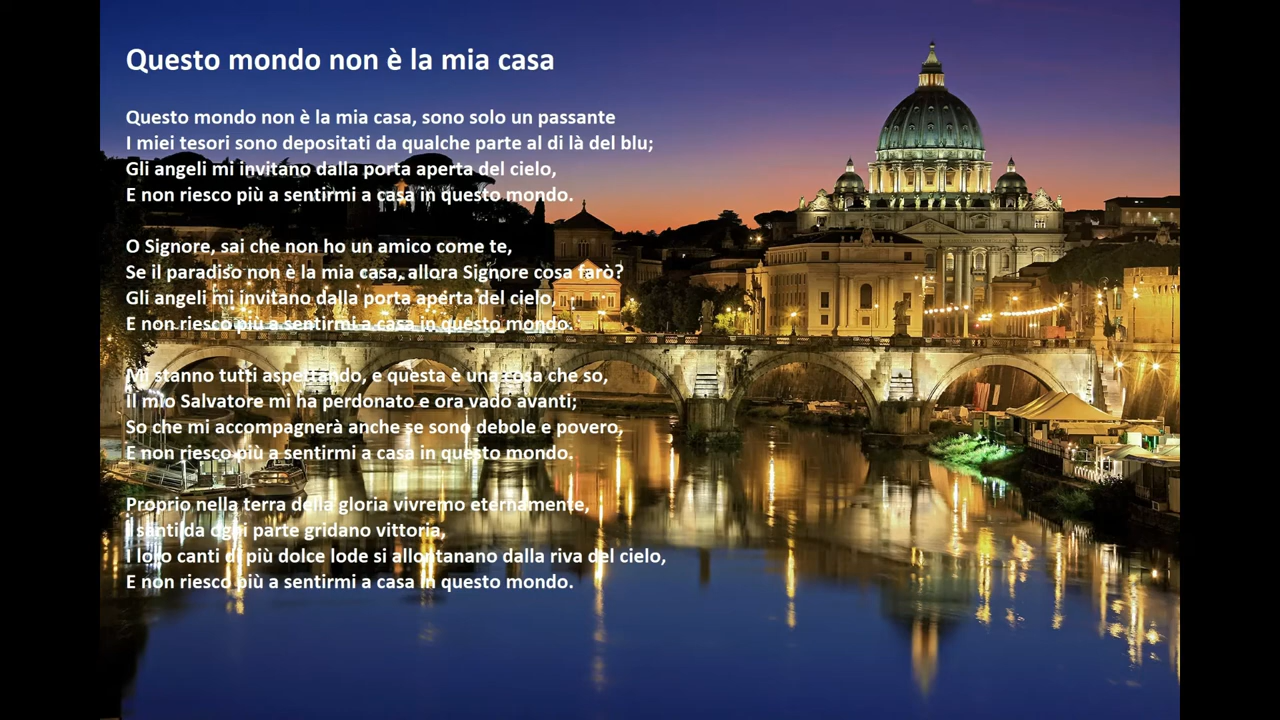 Questo mondo non è la mia casa
Questo mondo non è la mia casa, sono solo un passante
I miei tesori sono depositati da qualche parte al di là del blu;
Gli angeli mi invitano dalla porta aperta del cielo,
E non riesco più a sentirmi a casa in questo mondo.
O Signore, sai che non ho un amico come te,
Se il paradiso non è la mia casa, allora Signore cosa farò?
Gli angeli mi invitano dalla porta aperta del cielo,
E non riesco più a sentirmi a casa in questo mondo.
Mi stanno tutti aspettando, e questa è una cosa che so,
Il mio Salvatore mi ha perdonato e ora vado avanti;
So che mi accompagnerà anche se sono debole e povero,
E non riesco più a sentirmi a casa in questo mondo.
Proprio nella terra della gloria vivremo eternamente,
I santi da ogni parte gridano vittoria,
I loro canti di più dolce lode si allontanano dalla riva del cielo,
E non riesco più a sentirmi a casa in questo mondo.